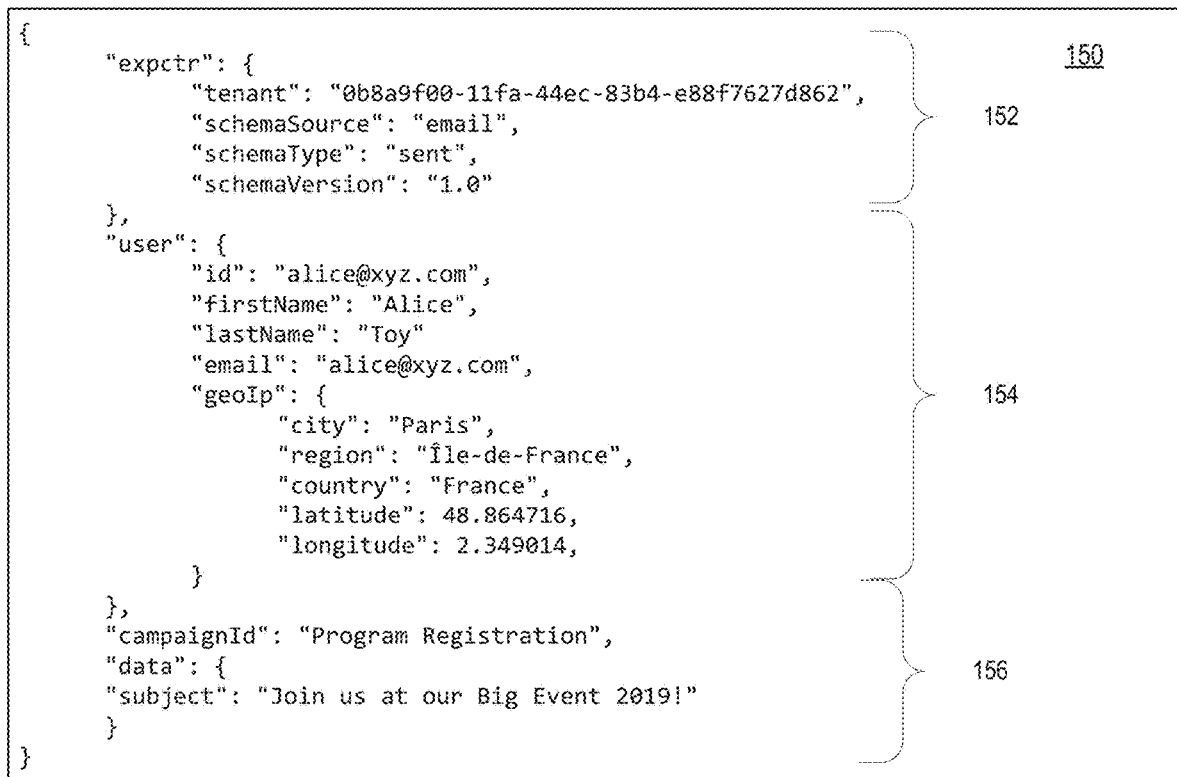 {
150
"expctr": {
"tenant": "0b8a9f00-11fa-44ec-83b4-e88f7627d862",
"schemaSource": "email",
152
"schemaType": "sent",
"schemaVersion": "1.0"
},
"user": {
"id": "alice@xyz.com",
"firstName": "Alice",
"lastName": "Toy"
"email": "alice@xyz.com",
"geoIp": {
154
"city": "Paris",
"region": "Île-de-France",
"country": "France",
"latitude": 48.864716,
"longitude": 2.349014,
}
},
"campaignId": "Program Registration",
"data": {
156
"subject": "Join us at our Big Event 2019!"
}
}